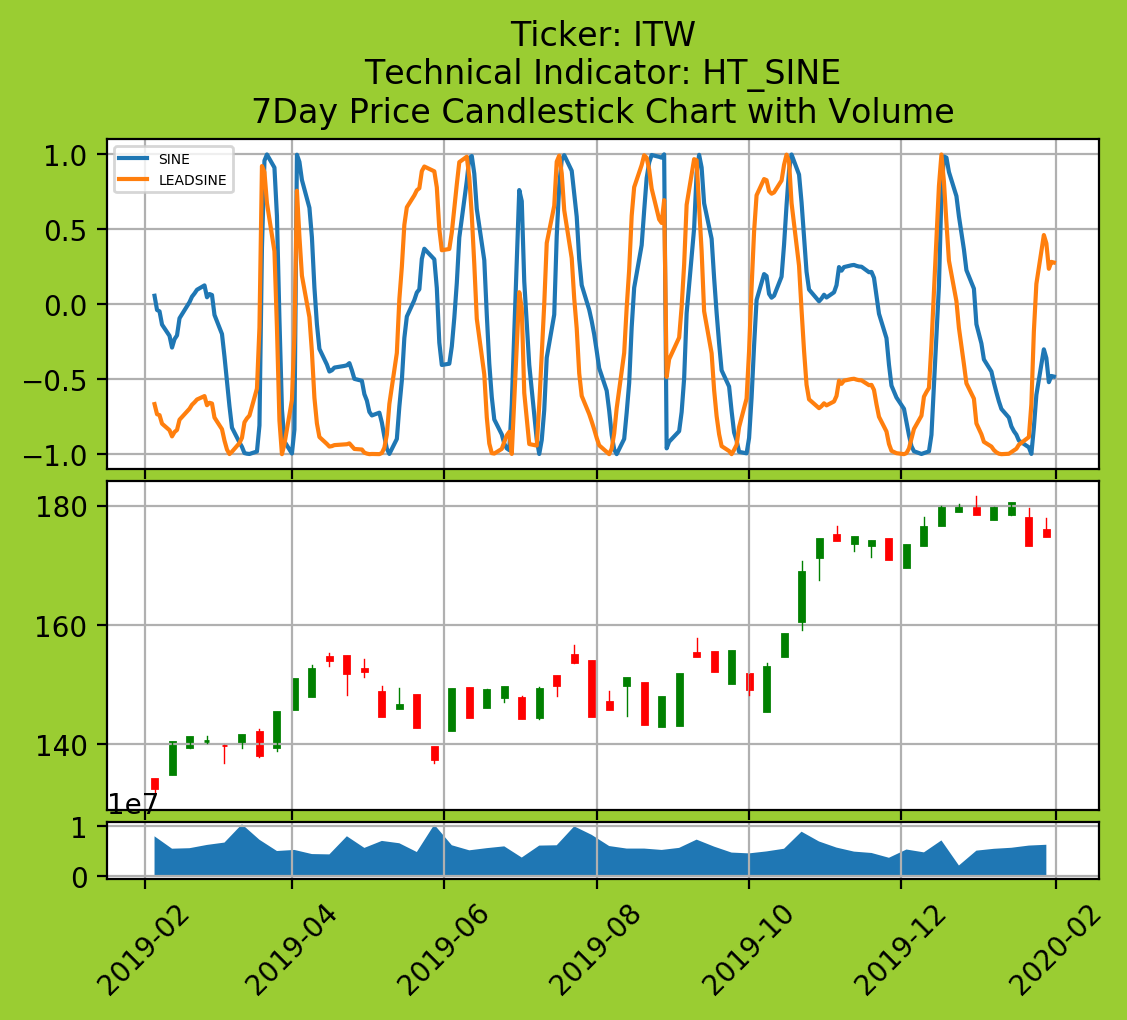 Ticker: ITW
Technical Indicator: HT_SINE
7Day Price Candlestick Chart with Volume
1.0
0.5
0.0
−0.5
−1.0
SINE
LEADSINE
180
160
140
1e7
1
0
2019-02
2019-04
2019-06
2019-08
2019-10
2019-12
2020-02